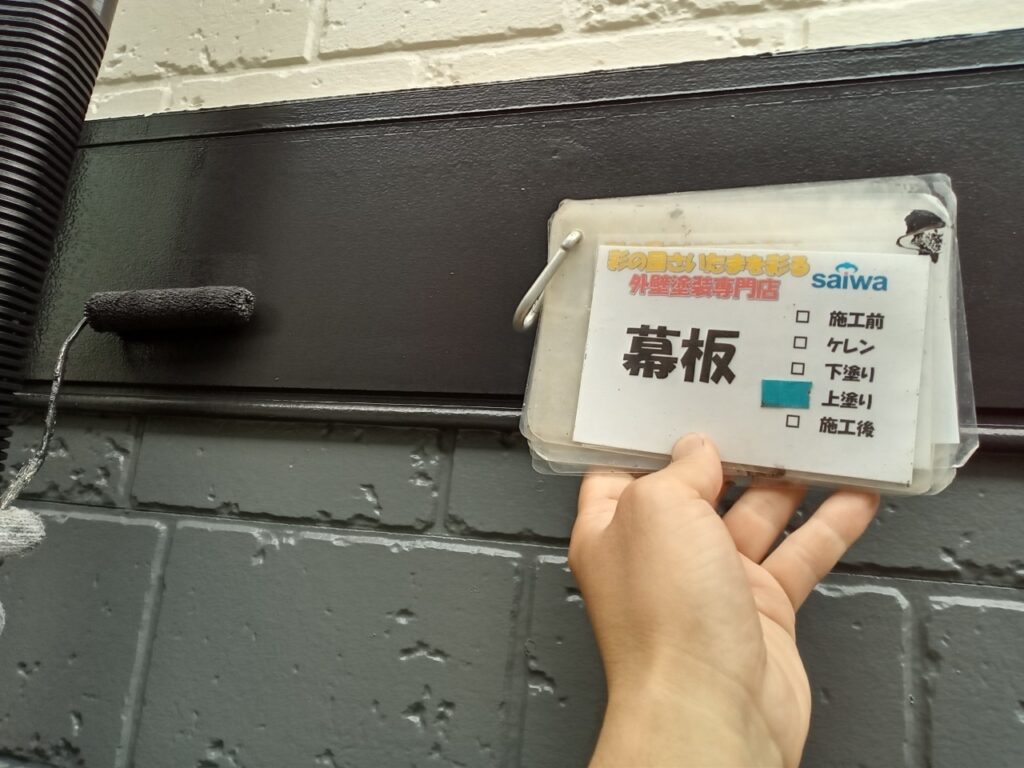 彩の国さいたまを彩る
外壁塗装専門店
saiwa
幕板
□ 施工前
□ ケレン
□ 下塗り
上塗り
□ 施工後